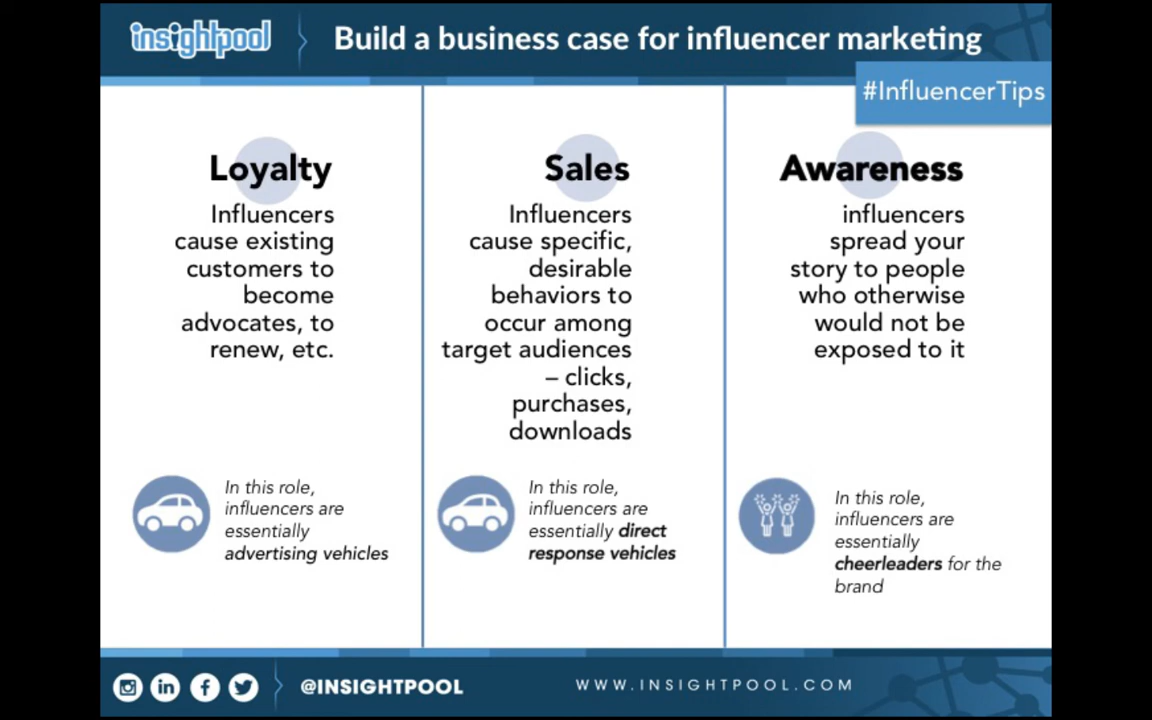 insightpool
Build a business case for influencer marketing
#InfluencerTips
Loyalty
Influencers
cause existing
customers to
become
advocates, to
renew, etc.
In this role,
influencers are
essentially
advertising vehicles
Sales
Influencers
cause specific,
desirable
behaviors to
occur among
target audiences
– clicks,
purchases,
downloads
In this role,
influencers are
essentially direct
response vehicles
Awareness
influencers
spread your
story to people
who otherwise
would not be
exposed to it
In this role,
influencers are
essentially
cheerleaders for the
brand
@INSIGHTPOOL
WWW.INSIGHTPOOL.COM